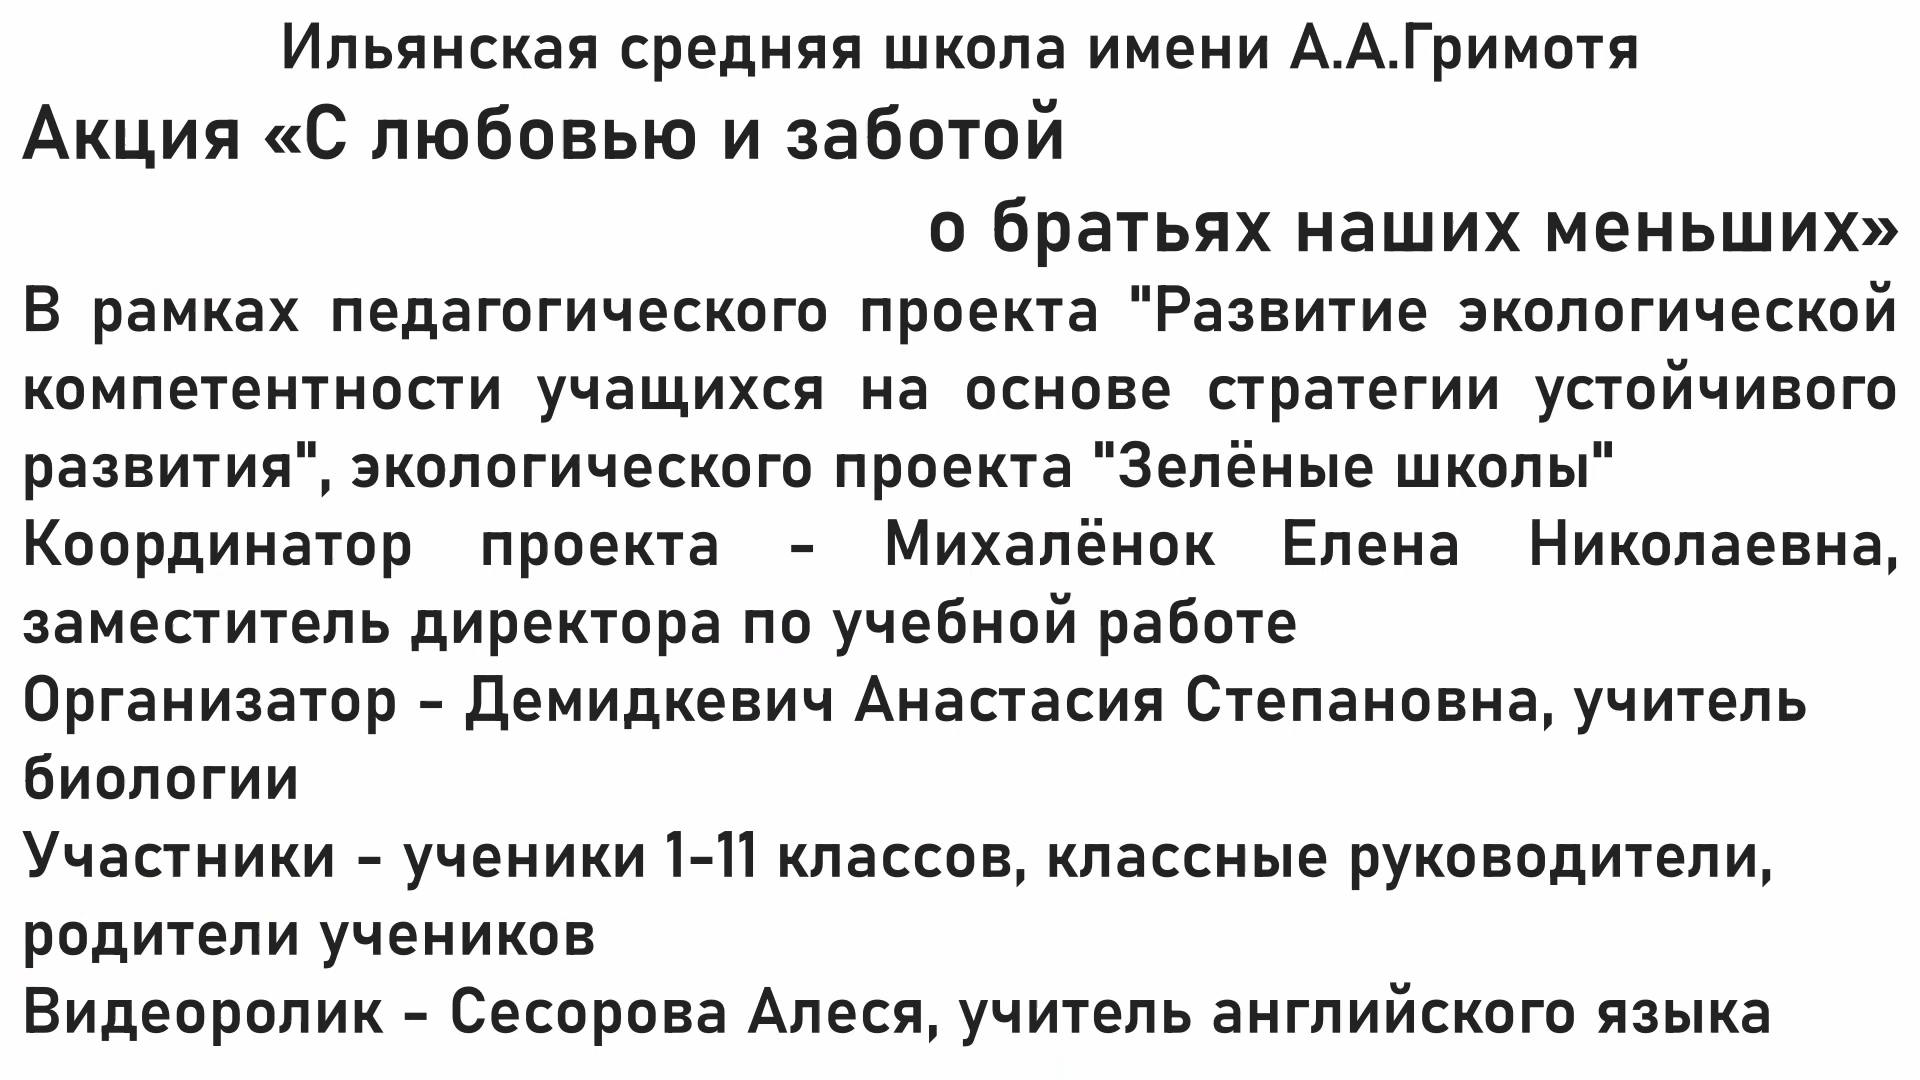 Ильянская средняя школа имени А.А.Гримотя
Акция «С любовью и заботой
о братьях наших меньших»
В рамках педагогического проекта "Развитие экологической
компетентности учащихся на основе стратегии устойчивого
развития", экологического проекта "Зелёные школы"
Координатор проекта - Михалёнок Елена Николаевна,
заместитель директора по учебной работе
Организатор - Демидкевич Анастасия Степановна, учитель
биологии
Участники - ученики 1-11 классов, классные руководители,
родители учеников
Видеоролик - Сесорова Алеся, учитель английского языка